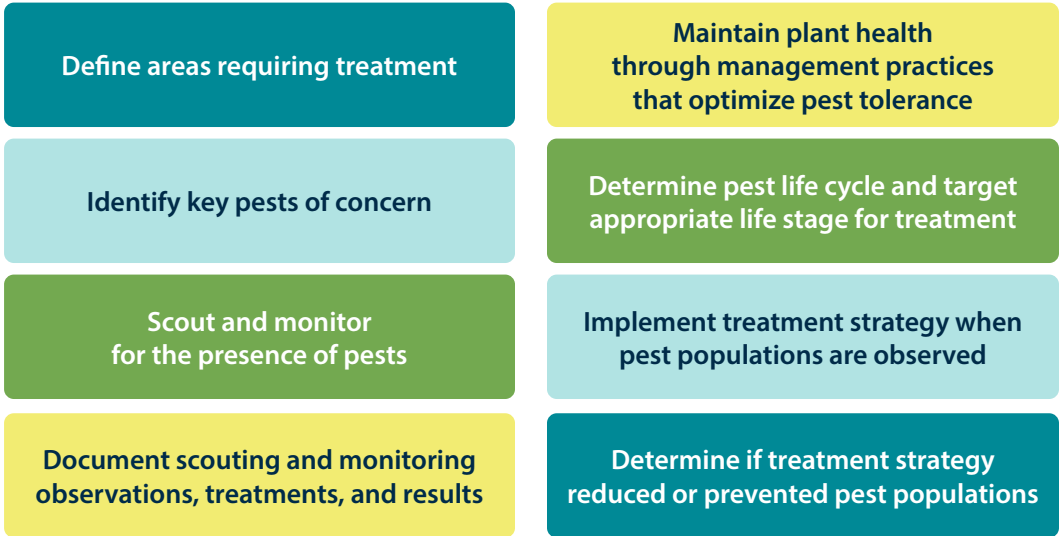 Define areas requiring treatment
Maintain plant health
through management practices
that optimize pest tolerance
Identify key pests of concern
Determine pest life cycle and target
appropriate life stage for treatment
Scout and monitor
for the presence of pests
Implement treatment strategy when
pest populations are observed
Document scouting and monitoring
observations, treatments, and results
Determine if treatment strategy
reduced or prevented pest populations